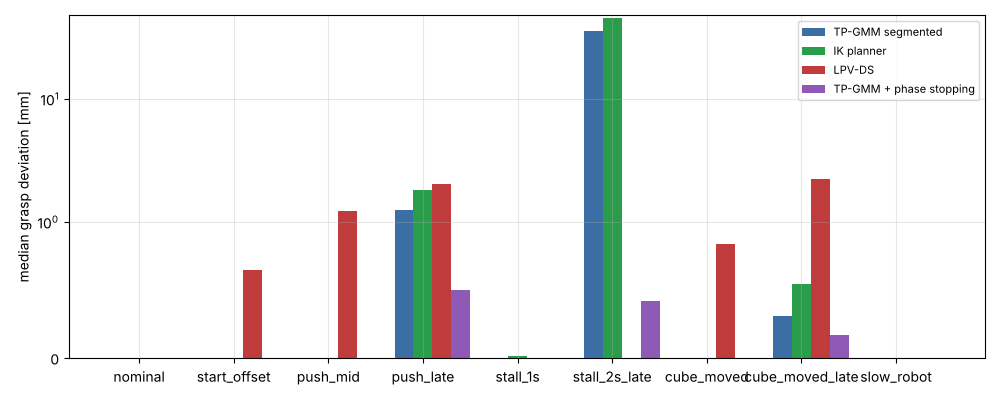 median grasp deviation [mm]
10¹
10⁰
0
TP-GMM segmented
IK planner
LPV-DS
TP-GMM + phase stopping
nominal start_offset push_mid push_late stall_1s stall_2s_late cube_moved cube_moved_late slow_robot